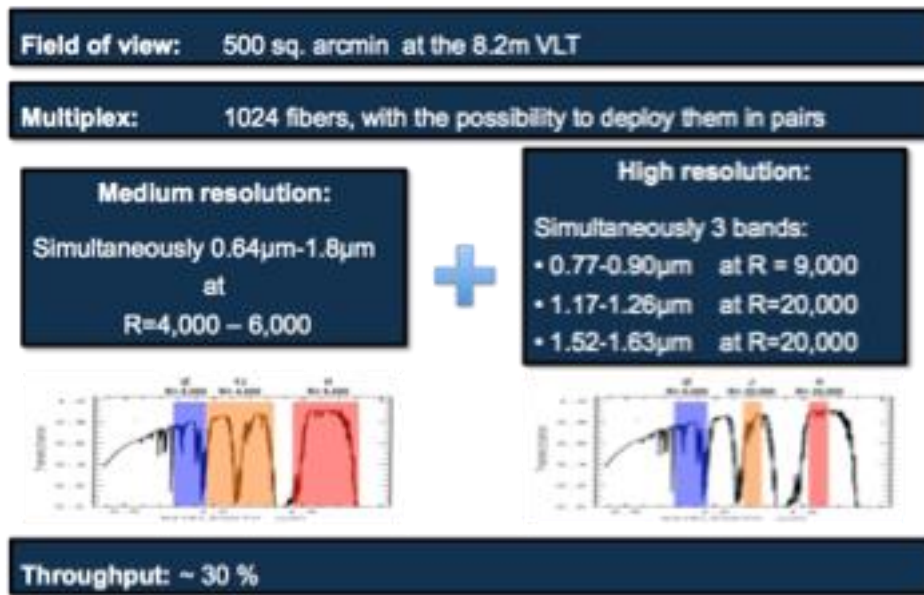 Field of view: 500 sq. arcmin at the 8.2m VLT
Multiplex: 1024 fibers, with the possibility to deploy them in pairs
Medium resolution:
Simultaneously 0.64µm-1.8µm
at
R=4,000 – 6,000
High resolution:
Simultaneously 3 bands:
• 0.77-0.90µm at R = 9,000
• 1.17-1.26µm at R=20,000
• 1.52-1.63µm at R=20,000
Throughput: ~ 30 %